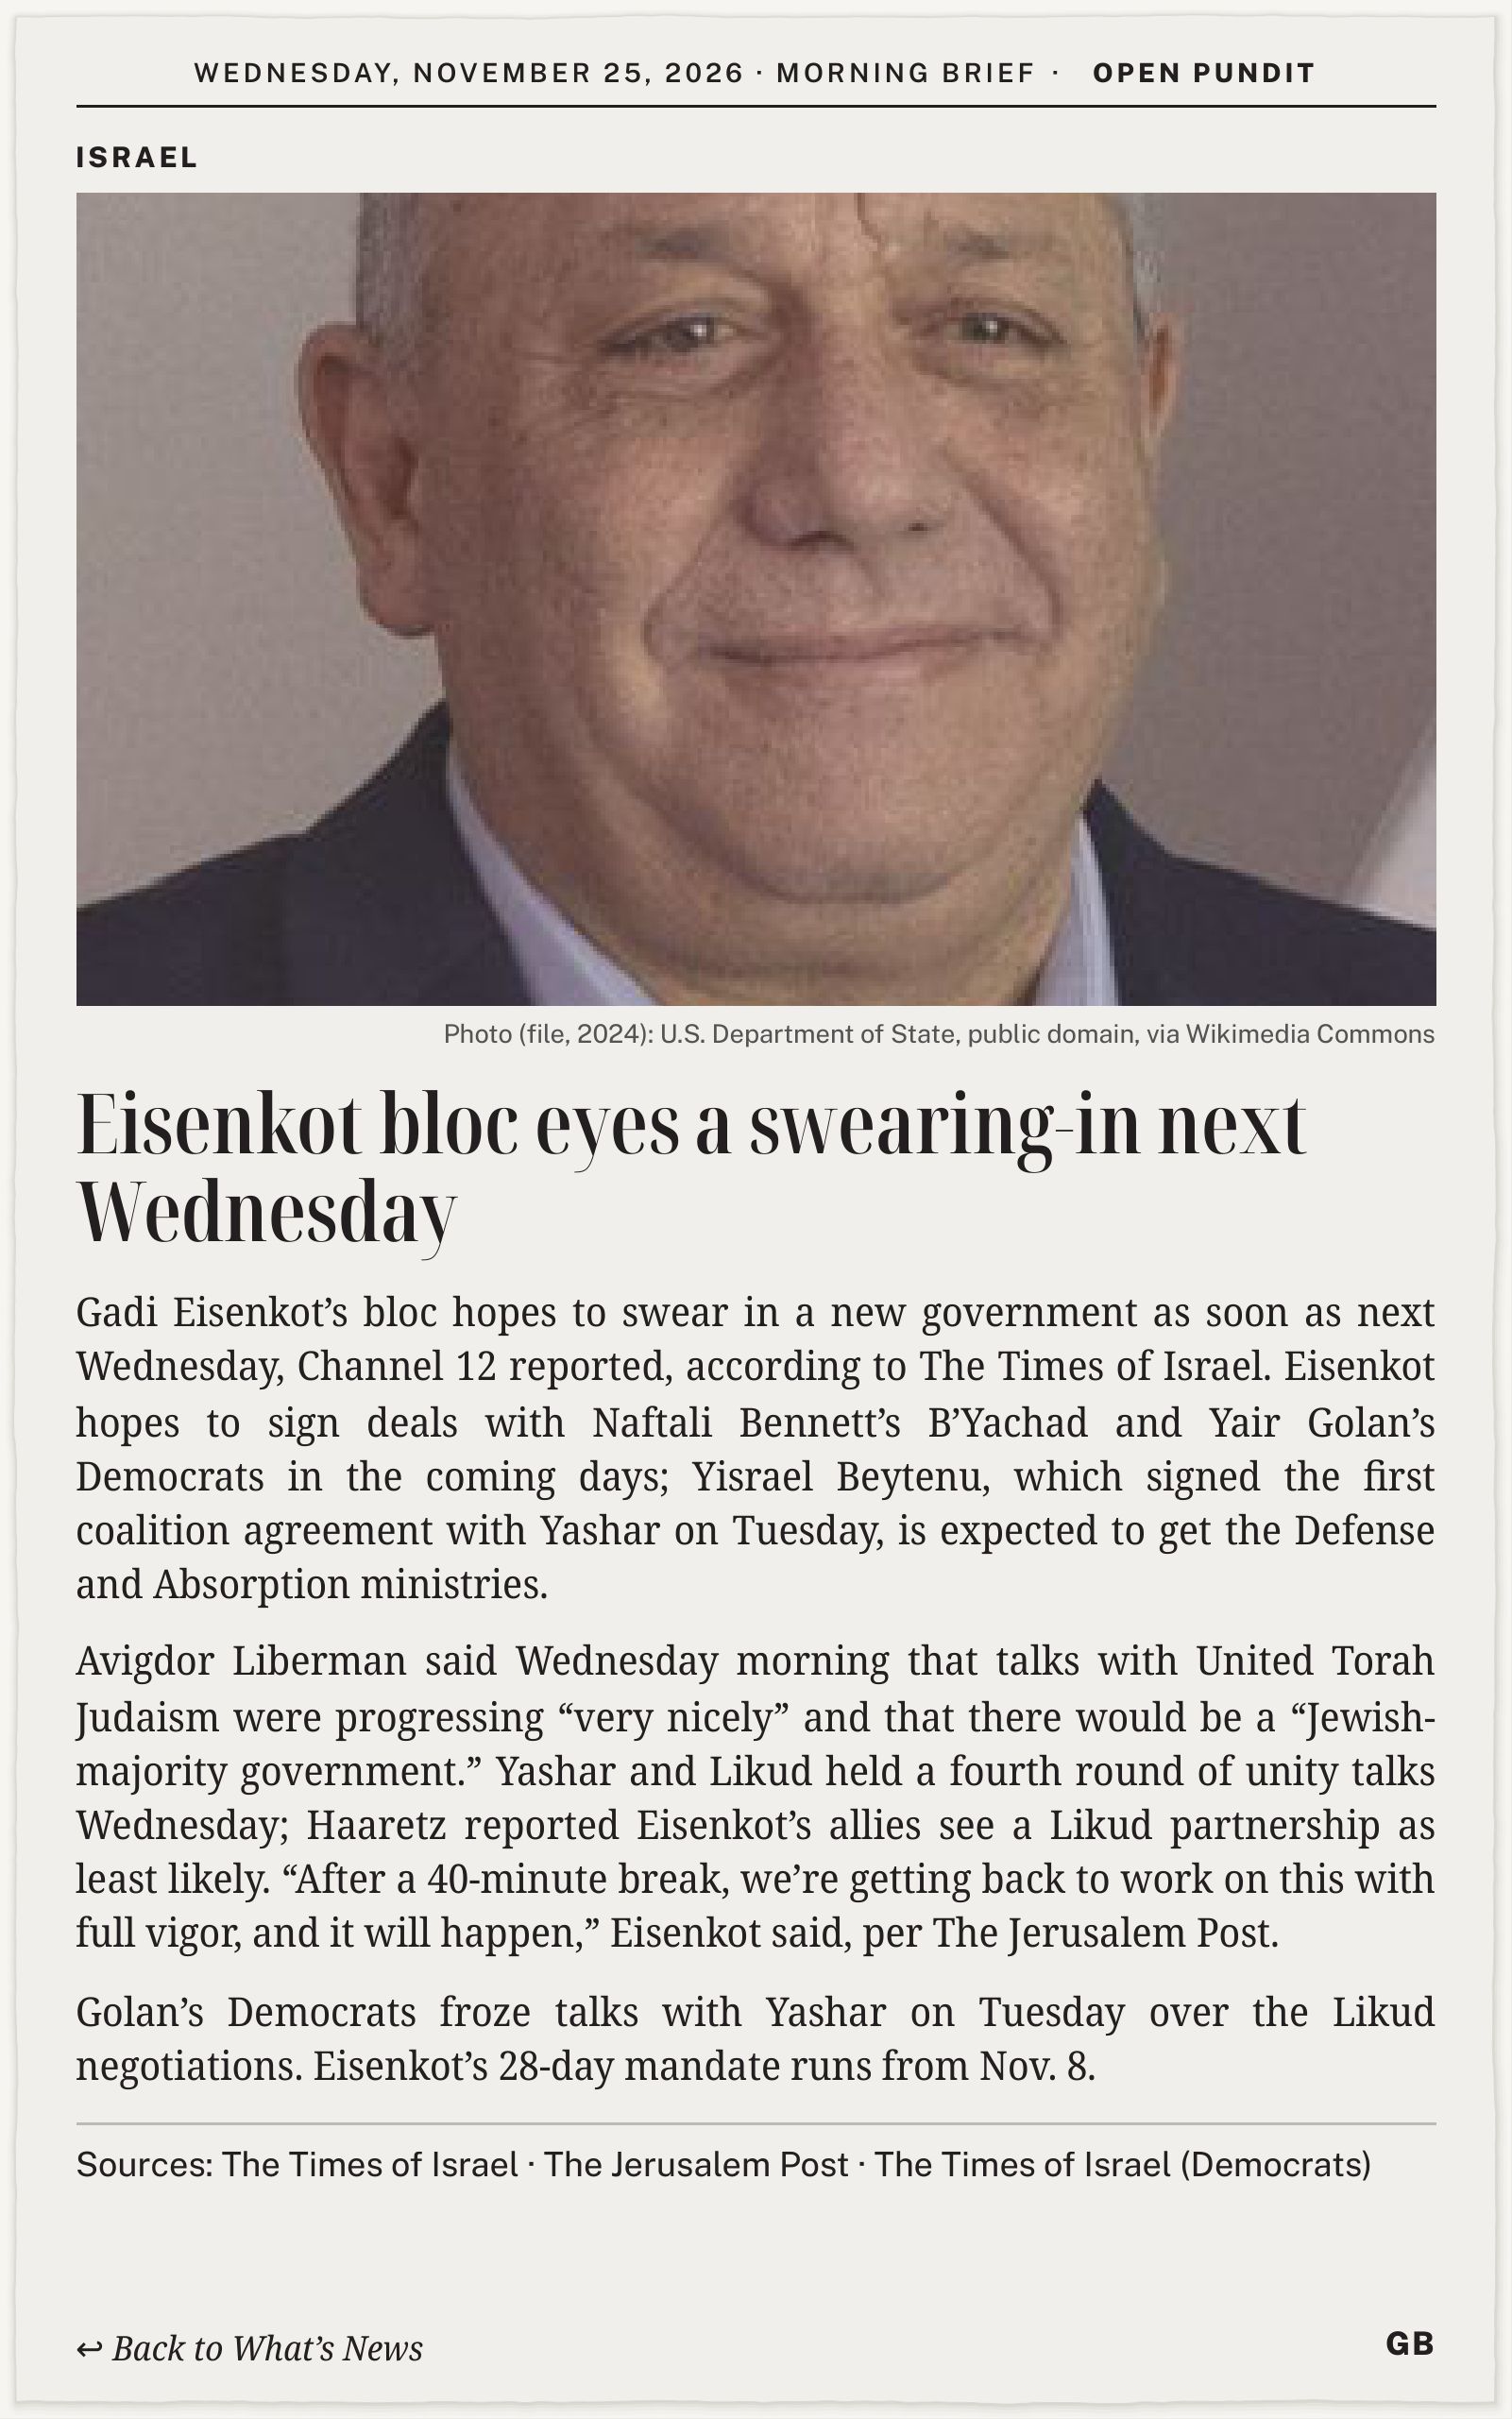 WEDNESDAY, NOVEMBER 25, 2026 · MORNING BRIEF · OPEN PUNDIT
ISRAEL
Photo (file, 2024): U.S. Department of State, public domain, via Wikimedia Commons
Eisenkot bloc eyes a swearing-in next
Wednesday
Gadi Eisenkot’s bloc hopes to swear in a new government as soon as next
Wednesday, Channel 12 reported, according to The Times of Israel. Eisenkot
hopes to sign deals with Naftali Bennett’s B’Yachad and Yair Golan’s
Democrats in the coming days; Yisrael Beytenu, which signed the first
coalition agreement with Yashar on Tuesday, is expected to get the Defense
and Absorption ministries.
Avigdor Liberman said Wednesday morning that talks with United Torah
Judaism were progressing “very nicely” and that there would be a “Jewish-
majority government.” Yashar and Likud held a fourth round of unity talks
Wednesday; Haaretz reported Eisenkot’s allies see a Likud partnership as
least likely. “After a 40-minute break, we’re getting back to work on this with
full vigor, and it will happen,” Eisenkot said, per The Jerusalem Post.
Golan’s Democrats froze talks with Yashar on Tuesday over the Likud
negotiations. Eisenkot’s 28-day mandate runs from Nov. 8.
Sources: The Times of Israel · The Jerusalem Post · The Times of Israel (Democrats)
↩ Back to What’s News
GB